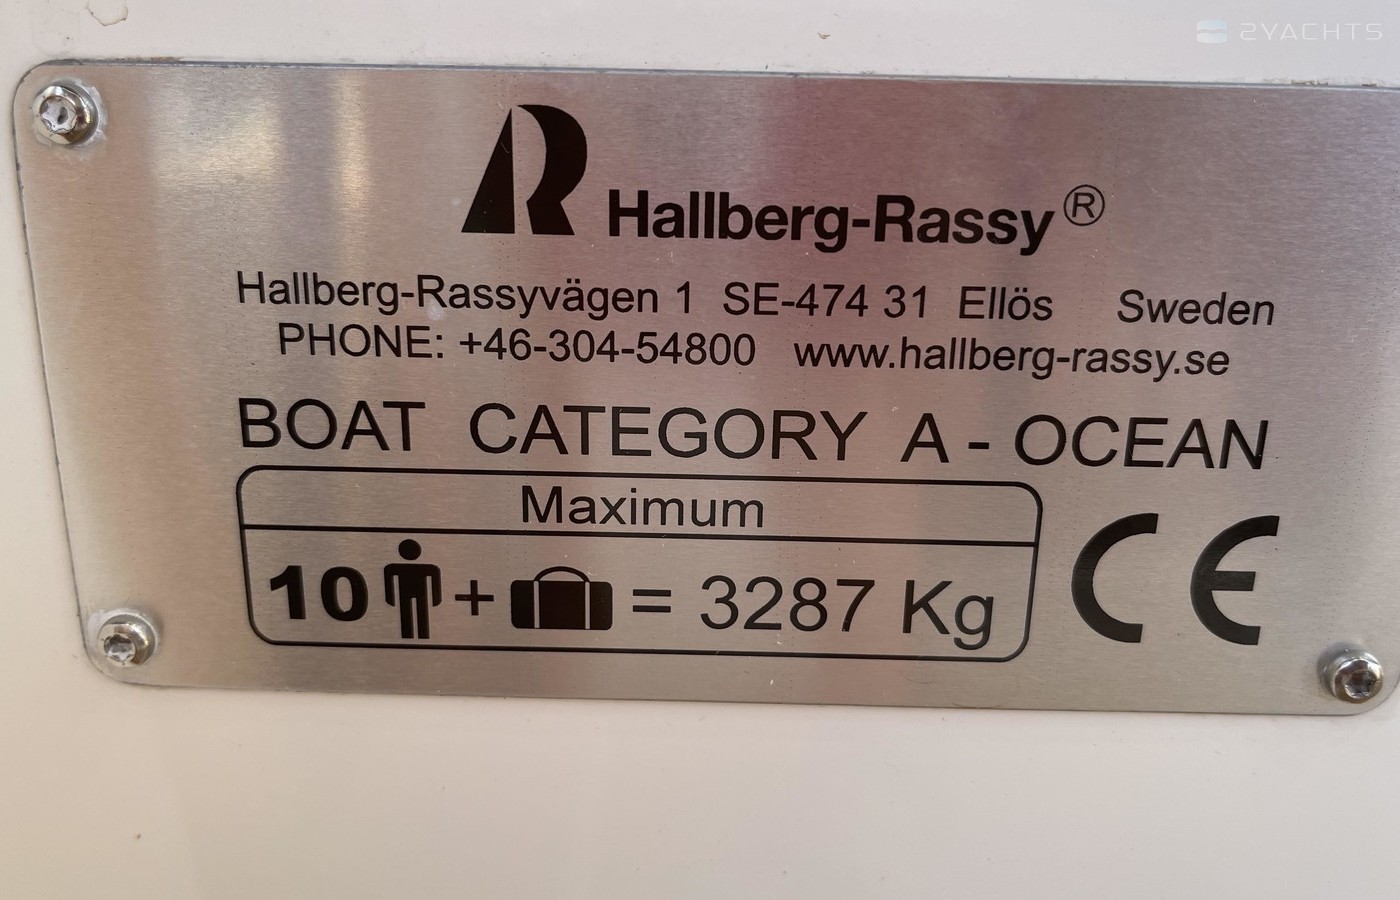 2YACHTS
R Hallberg-Rassy®
Hallberg-Rassyvägen 1 SE-474 31 Ellös Sweden
PHONE: +46-304-54800 www.hallberg-rassy.se
BOAT CATEGORY A - OCEAN
Maximum
10 + = 3287 Kg
CE